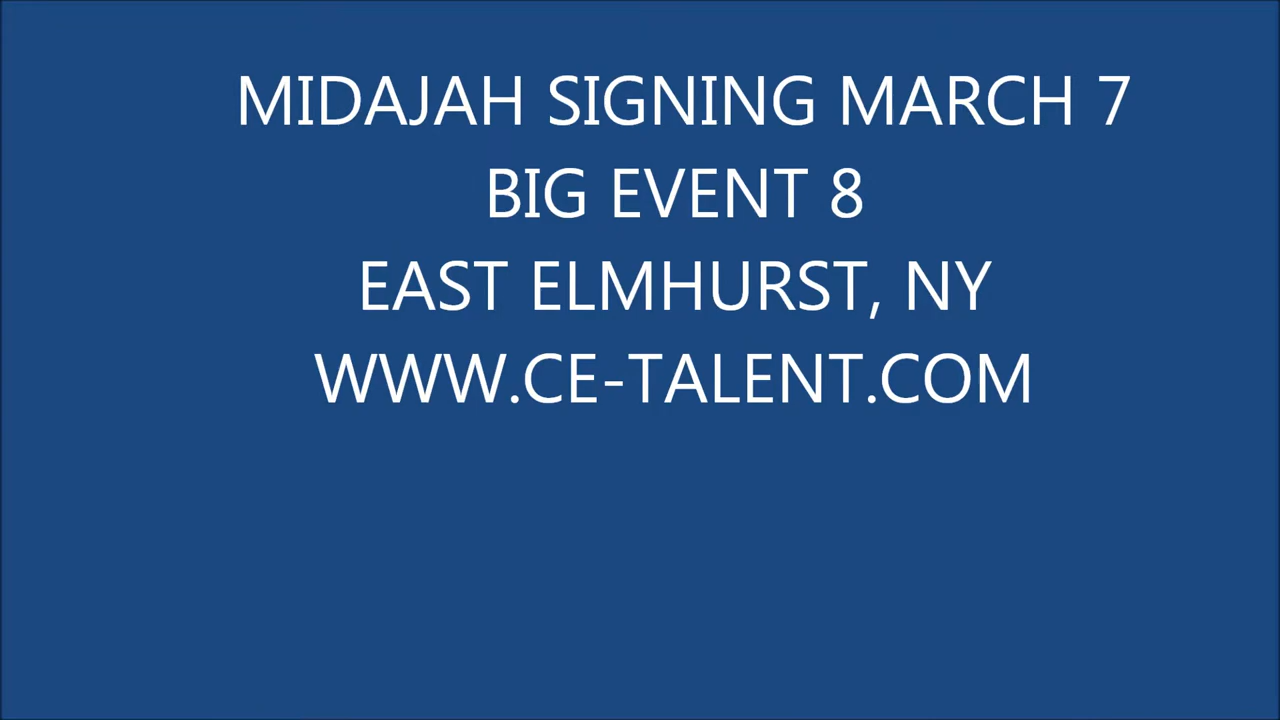 MIDAJAH SIGNING MARCH 7
BIG EVENT 8
EAST ELMHURST, NY
WWW.CE-TALENT.COM